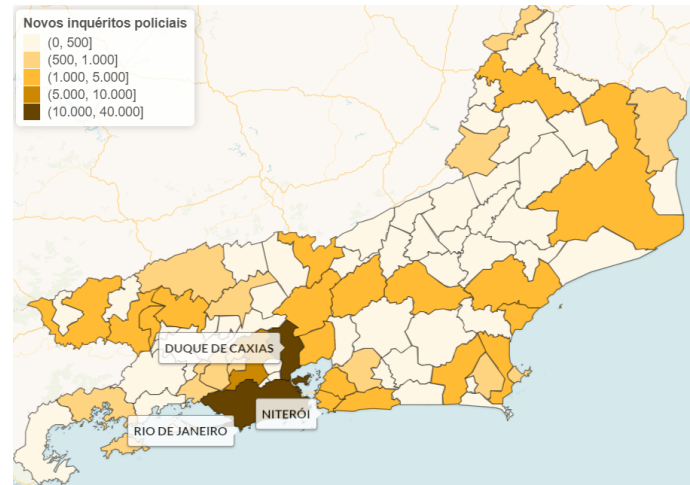 Novos inquéritos policiais
(0, 500]
(500, 1.000]
(1.000, 5.000]
(5.000, 10.000]
(10.000, 40.000]
DUQUE DE CAXIAS
NITERÓI
RIO DE JANEIRO